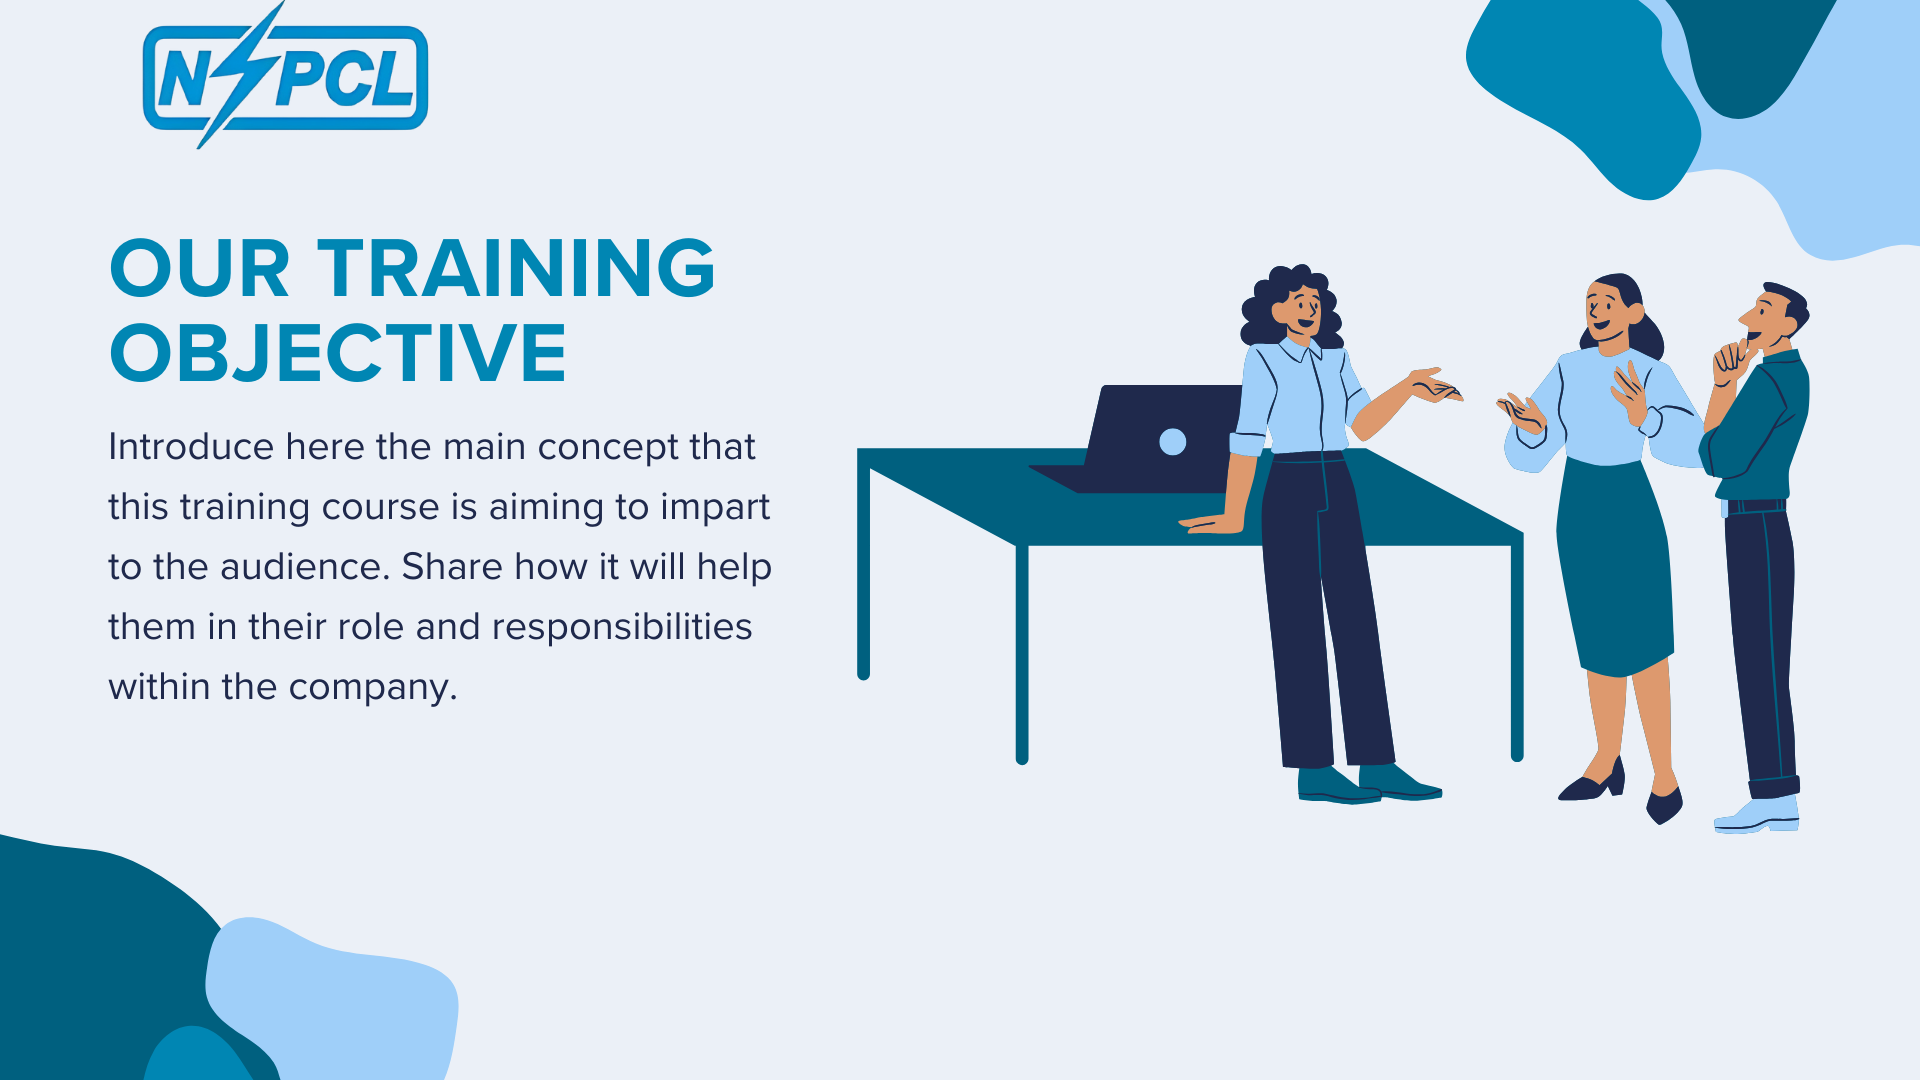 NSPCL
OUR TRAINING
OBJECTIVE
Introduce here the main concept that
this training course is aiming to impart
to the audience. Share how it will help
them in their role and responsibilities
within the company.